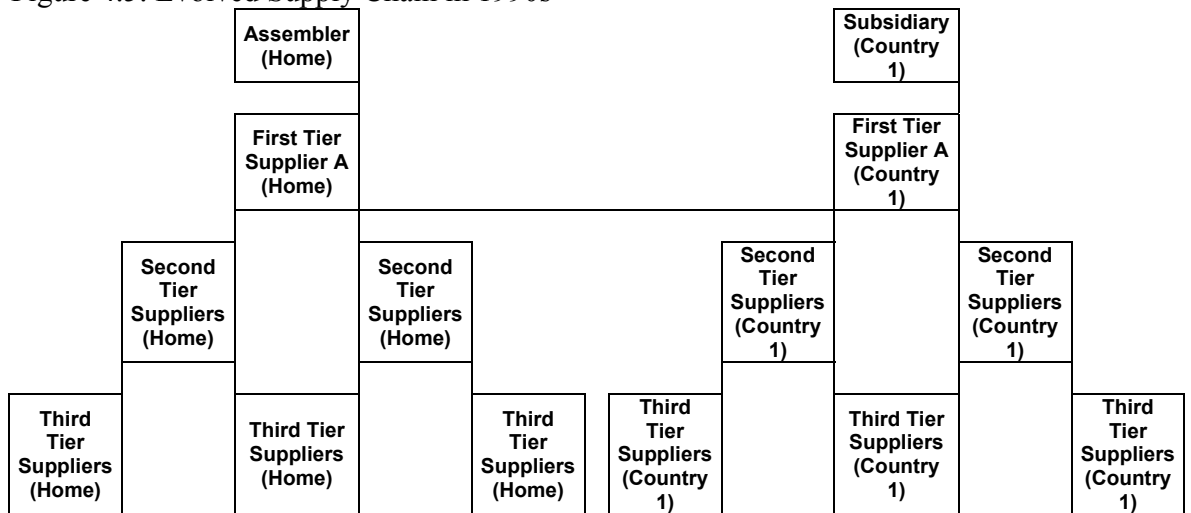 Figure Evolved Supply Chain in 1990s
Assembler
(Home)
Subsidiary
(Country
1)
First Tier
Supplier A
(Home)
First Tier
Supplier A
(Country
1)
Second
Tier
Suppliers
(Home)
Second
Tier
Suppliers
(Home)
Second
Tier
Suppliers
(Country
1)
Second
Tier
Suppliers
(Country
1)
Third
Tier
Suppliers
(Home)
Third Tier
Suppliers
(Home)
Third
Tier
Suppliers
(Home)
Third
Tier
Suppliers
(Country
1)
Third Tier
Suppliers
(Country
1)
Third
Tier
Suppliers
(Country
1)